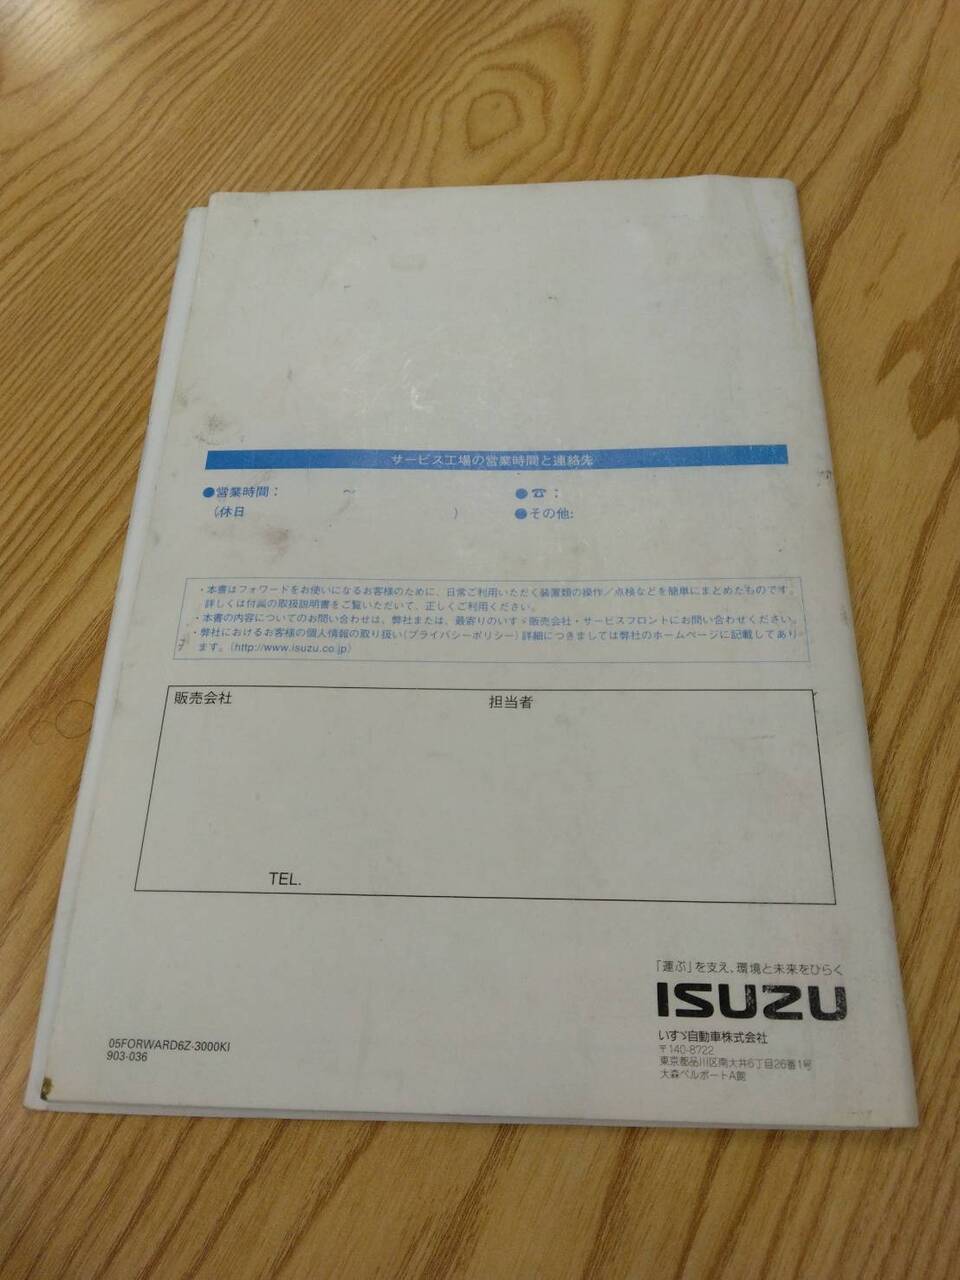 サービス工場の営業時間と連絡先
●営業時間： ～ ●☎：
（休日 ） ●その他:
・本書はフォワードをお使いになるお客様のために、日常ご利用いただく装置類の操作／点検などを簡単にまとめたものです。
詳しくは付属の取扱説明書をご覧いただいて、正しくご利用ください。
・本書の内容についてのお問い合わせは、弊社または、最寄りのいすゞ販売会社・サービスフロントにお問い合わせください。
・弊社におけるお客様の個人情報の取り扱い（プライバシーポリシー）詳細につきましては弊社のホームページに記載してあり
ます。（http://www.isuzu.co.jp）
販売会社 担当者
TEL.
「運ぶ」を支え、環境と未来をひらく
ISUZU
いすゞ自動車株式会社
〒140-8722
東京都品川区南大井6丁目26番1号
大森ベルポートA館
05FORWARD6Z-3000KI
903-036